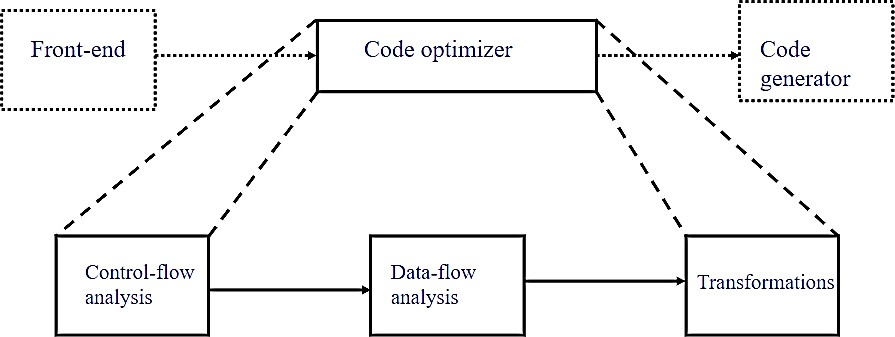 Front-end
Code optimizer
Code
generator
Control-flow
analysis
Data-flow
analysis
Transformations